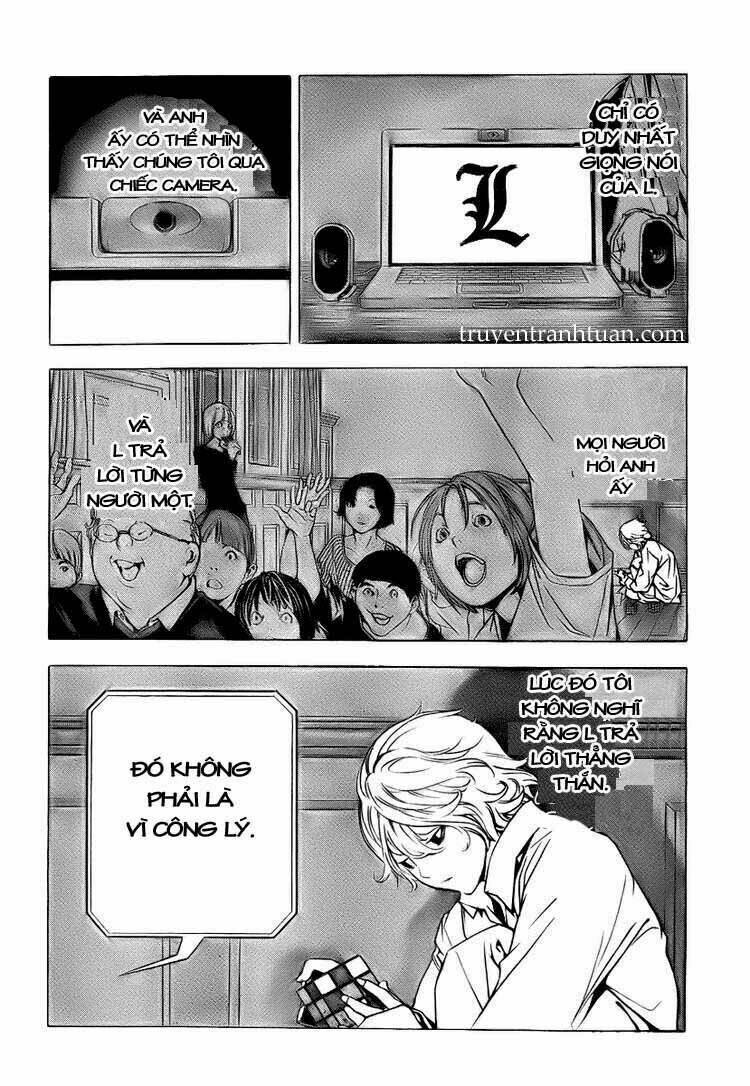 CHỈ CÓ
DUY NHẤT
GIỌNG NÓI
CỦA L.
L
truyentranhtuan.com
VÀ ANH
ẤY CÓ THỂ NHÌN
THẤY CHÚNG TÔI QUA
CHIẾC CAMERA.
MỌI NGƯỜI
HỎI ANH
ẤY
VÀ
L TRẢ
LỜI TỪNG
NGƯỜI MỘT.
LÚC ĐÓ TÔI
KHÔNG NGHĨ
RẰNG L TRẢ
LỜI THẲNG
THẮN.
ĐÓ KHÔNG
PHẢI LÀ
VÌ CÔNG LÝ.